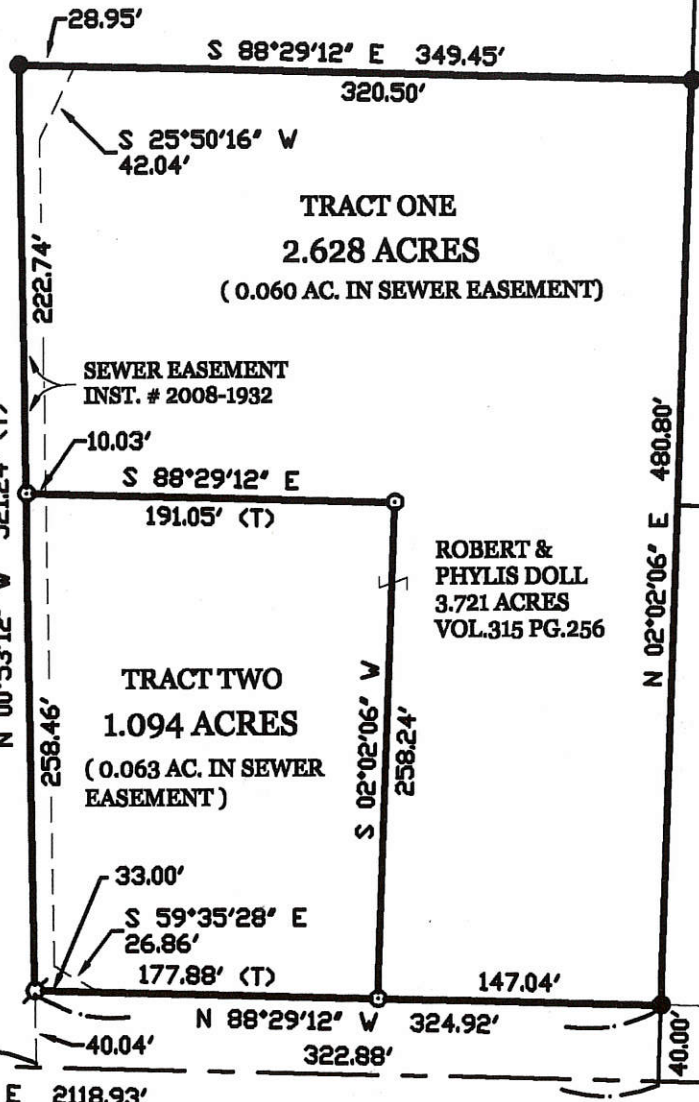 28.95'
S 88°29'12" E 349.45'
320.50'
S 25°50'16" W
42.04'
TRACT ONE
2.628 ACRES
( 0.060 AC. IN SEWER EASEMENT)
222.74'
SEWER EASEMENT
INST. # 2008-1932
10.03'
S 88°29'12" E
191.05' (T)
N 02°02'06" E 480.80'
ROBERT &
PHYLIS DOLL
3.721 ACRES
VOL.315 PG.256
TRACT TWO
1.094 ACRES
( 0.063 AC. IN SEWER
EASEMENT )
258.46'
S 02°02'06" W
258.24'
33.00'
S 59°35'28" E
26.86'
177.88' (T)
147.04'
N 88°29'12" W 324.92'
40.04'
322.88'
40.00'
E 2118.93'